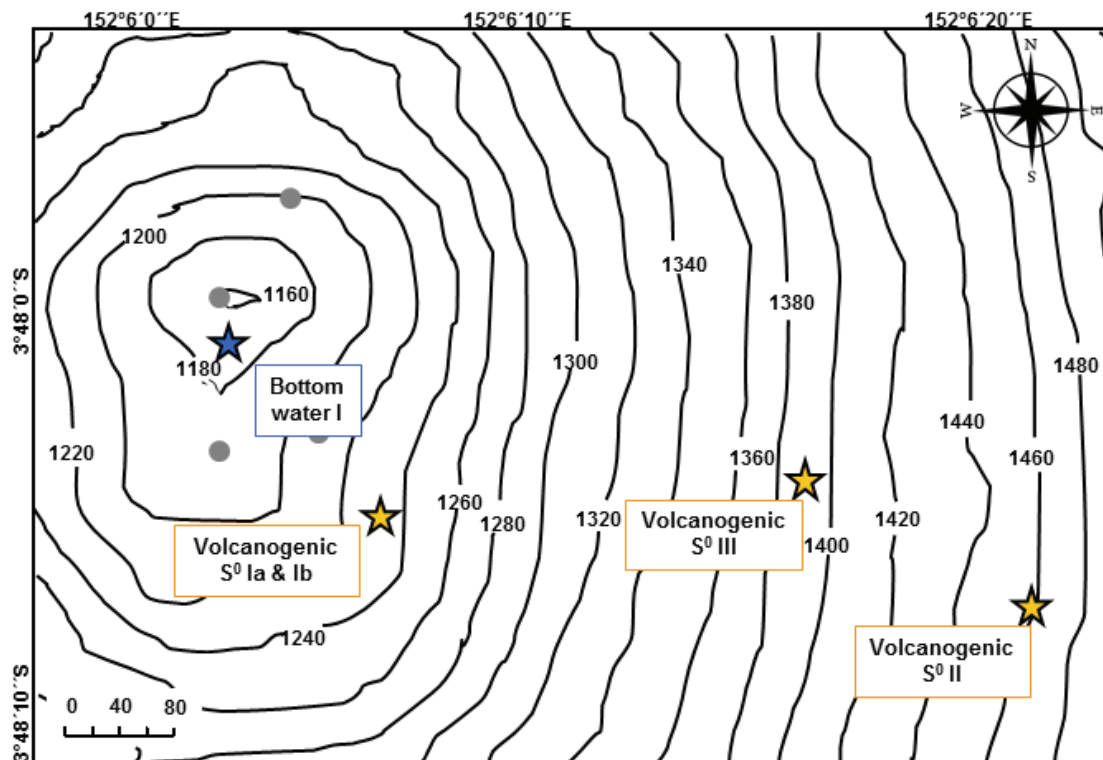 152°6´0´´E
152°6´10´´E
152°6´20´´E
N
W
E
S
1200
1160
1340
1380
3°48´0´´S
1180
1300
1480
Bottom
water I
1440
1220
1360
1460
1260
1280
1320
1420
Volcanogenic
S⁰ III
1400
Volcanogenic
S⁰ Ia & Ib
1240
Volcanogenic
S⁰ II
3°48´10´´S
0 40 80